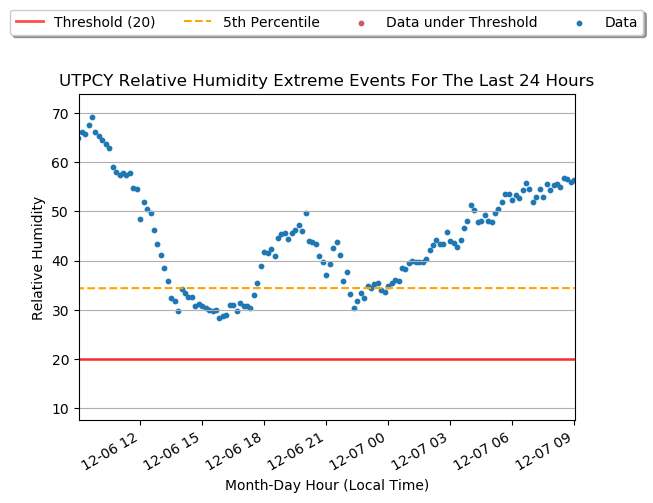 Threshold (20) 5th Percentile Data under Threshold Data
UTPCY Relative Humidity Extreme Events For The Last 24 Hours
70
60
50
40
30
20
10
Relative Humidity
12-06 12 12-06 15 12-06 18 12-06 21 12-07 00 12-07 03 12-07 06 12-07 09
Month-Day Hour (Local Time)